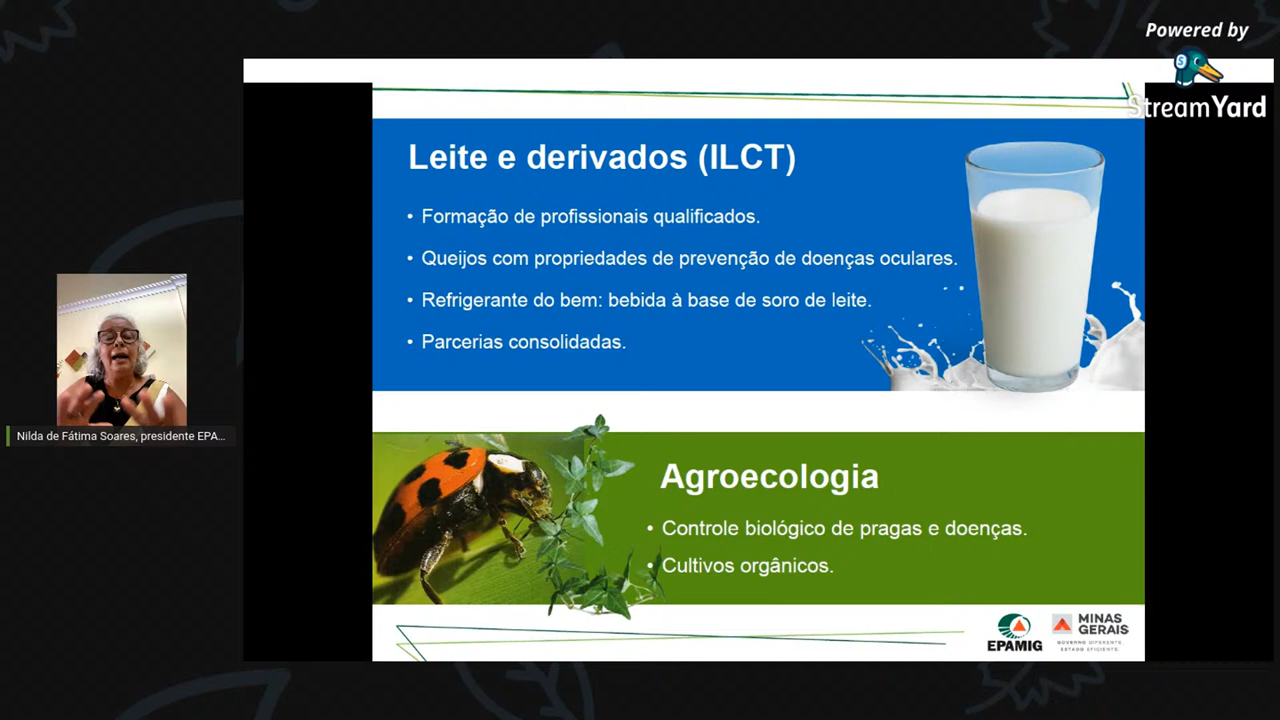 Powered by
StreamYard
Leite e derivados (ILCT)
• Formação de profissionais qualificados.
• Queijos com propriedades de prevenção de doenças oculares.
• Refrigerante do bem: bebida à base de soro de leite.
• Parcerias consolidadas.
Nilda de Fátima Soares, presidente EPA...
Agroecologia
• Controle biológico de pragas e doenças.
• Cultivos orgânicos.
EPAMIG
MINAS
GERAIS
GOVERNO DIFERENTE.
ESTADO EFICIENTE.